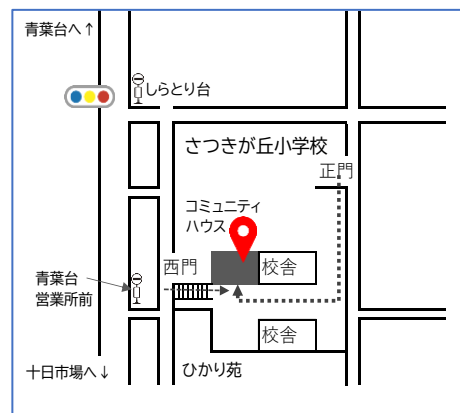 青葉台へ↑
しらとり台
さつきが丘小学校
正門
コミュニティ
ハウス
西門
校舎
青葉台
営業所前
校舎
十日市場へ↓
ひかり苑